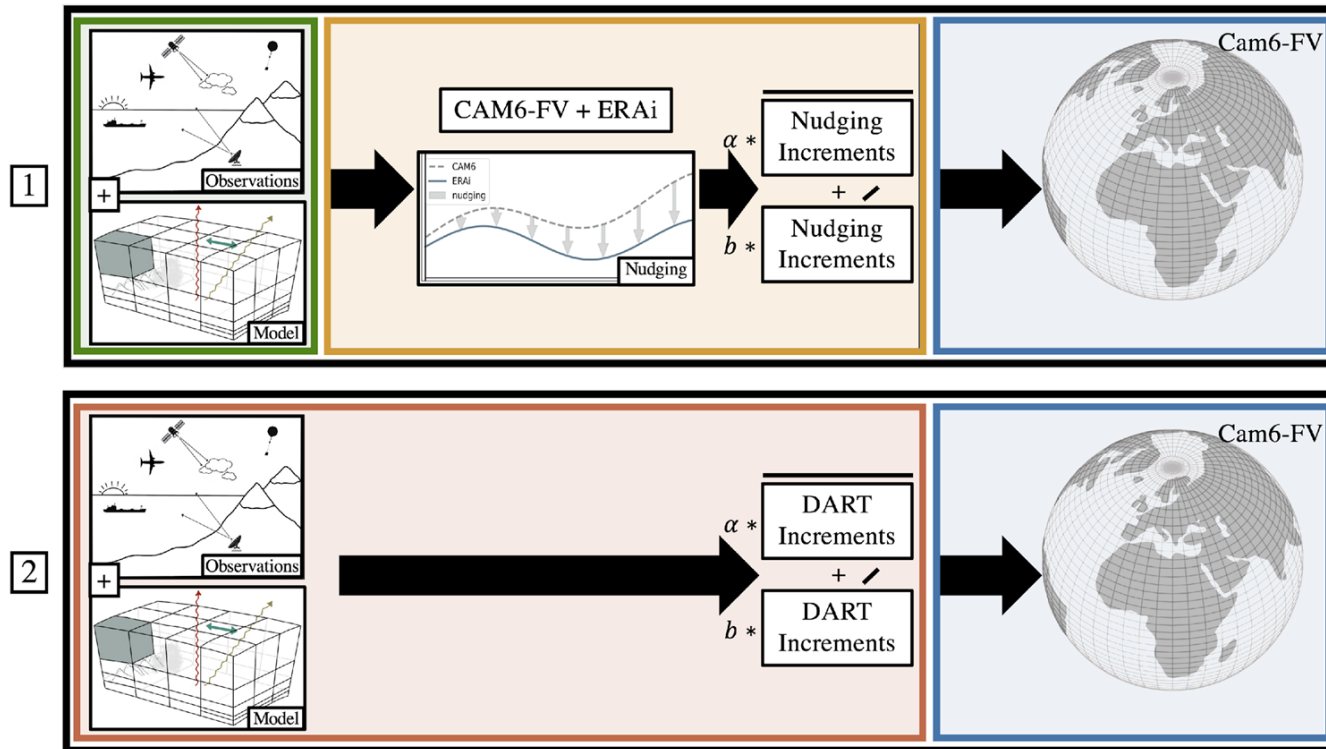 1
Observations
+
Model
CAM6-FV + ERAi
CAM6
ERAi
nudging
Nudging
α *
Nudging
Increments
+
b *
Nudging
Increments
Cam6-FV
2
Observations
+
Model
α *
DART
Increments
+
b *
DART
Increments
Cam6-FV